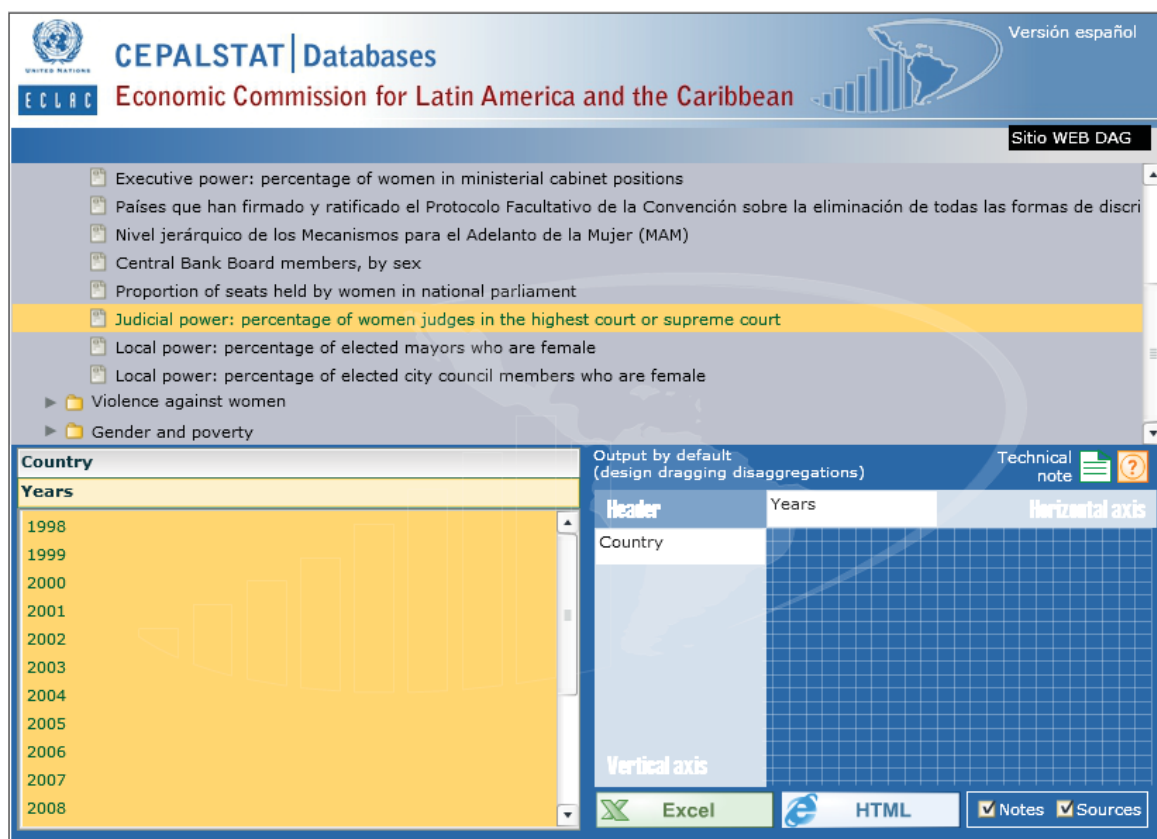 UNITED NATIONS
ECLAC
CEPALSTAT | Databases
Economic Commission for Latin America and the Caribbean
Versión español
Sitio WEB DAG
Executive power: percentage of women in ministerial cabinet positions
Países que han firmado y ratificado el Protocolo Facultativo de la Convención sobre la eliminación de todas las formas de discri
Nivel jerárquico de los Mecanismos para el Adelanto de la Mujer (MAM)
Central Bank Board members, by sex
Proportion of seats held by women in national parliament
Judicial power: percentage of women judges in the highest court or supreme court
Local power: percentage of elected mayors who are female
Local power: percentage of elected city council members who are female
Violence against women
Gender and poverty
Country
Years
1998
1999
2000
2001
2002
2003
2004
2005
2006
2007
2008
Output by default
(design dragging disaggregations)
Technical
note
?
Header
Years
Horizontal axis
Country
Vertical axis
Excel
HTML
Notes
Sources